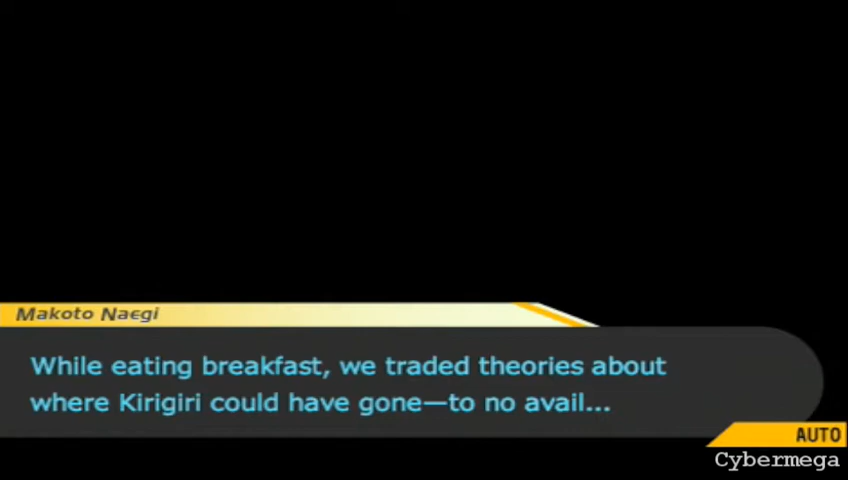 Makoto Naegi
While eating breakfast, we traded theories about
where Kirigiri could have gone—to no avail...
AUTO
Cybermega